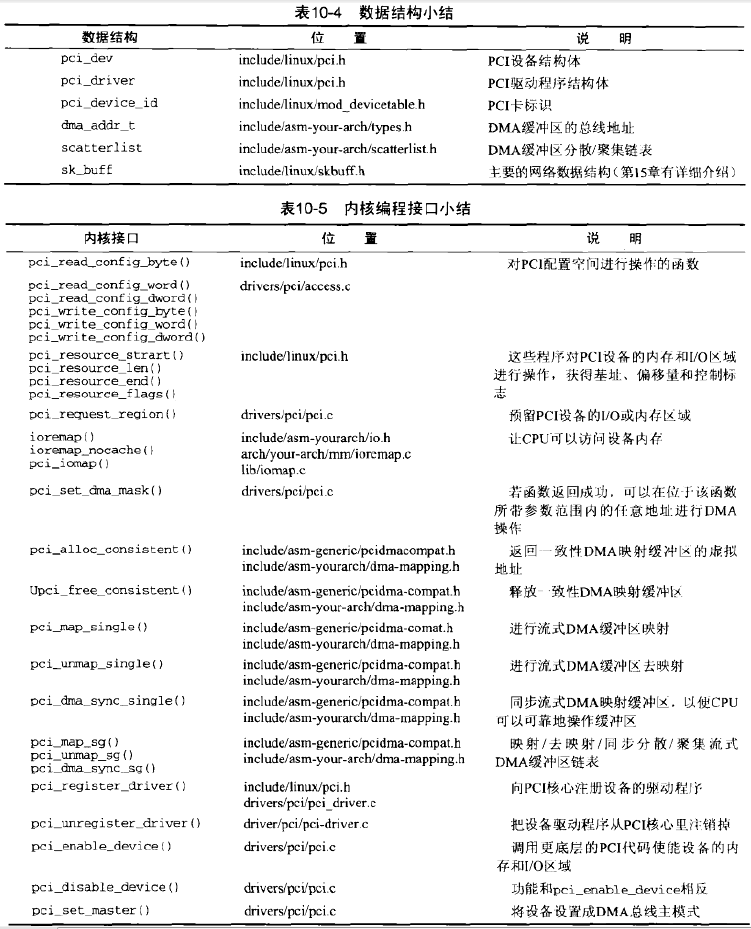 表10-4 数据结构小结
数据结构 位 置 说 明
pci_dev include/linux/pci.h PCI设备结构体
pci_driver include/linux/pci.h PCI驱动程序结构体
pci_device_id include/linux/mod_devicetable.h PCI卡标识
dma_addr_t include/asm-your-arch/types.h DMA缓冲区的总线地址
scatterlist include/asm-your-arch/scatterlist.h DMA缓冲区分散/聚集链表
sk_buff include/linux/skbuff.h 主要的网络数据结构(第15章有详细介绍)
表10-5 内核编程接口小结
内核接口 位 置 说 明
pci_read_config_byte() include/linux/pci.h 对PCI配置空间进行操作的函数
pci_read_config_word() drivers/pci/access.c
pci_read_config_dword()
pci_write_config_byte()
pci_write_config_word()
pci_write_config_dword()
pci_resource_strart() include/linux/pci.h 这些程序对PCI设备的内存和I/O区域
pci_resource_len() 进行操作，获得基址、偏移量和控制标
pci_resource_end() 志
pci_resource_flags()
pci_request_region() drivers/pci/pci.c 预留PCI设备的I/O或内存区域
ioremap() include/asm-yourarch/io.h 让CPU可以访问设备内存
ioremap_nocache() arch/your-arch/mm/ioremap.c
pci_iomap() lib/iomap.c
pci_set_dma_mask() drivers/pci/pci.c 若函数返回成功，可以在位于该函数
所带参数范围内的任意地址进行DMA
操作
pci_alloc_consistent() include/asm-generic/pcidmacompat.h 返回一致性DMA映射缓冲区的虚拟
include/asm-yourarch/dma-mapping.h 地址
Upci_free_consistent() include/asm-generic/pcidma-compat.h 释放一致性DMA映射缓冲区
include/asm-your-arch/dma-mapping.h
pci_map_single() include/asm-generic/pcidma-comat.h 进行流式DMA缓冲区映射
include/asm-yourarch/dma-mapping.h
pci_unmap_single() include/asm-generic/pcidma-compat.h 进行流式DMA缓冲区去映射
include/asm-yourarch/dma-mapping.h
pci_dma_sync_single() include/asm-generic/pcidma-compat.h 同步流式DMA映射缓冲区，以使CPU
include/asm-yourarch/dma-mapping.h 可以可靠地操作缓冲区
pci_map_sg() include/asm-generic/pcidma-compat.h 映射/去映射/同步分散/聚集流式
pci_unmap_sg() include/asm-your-arch/dma-mapping.h DMA缓冲区链表
pci_dma_sync_sg()
pci_register_driver() include/linux/pci.h 向PCI核心注册设备的驱动程序
drivers/pci/pci_driver.c
pci_unregister_driver() driver/pci/pci-driver.c 把设备驱动程序从PCI核心里注销掉
pci_enable_device() drivers/pci/pci.c 调用更底层的PCI代码使能设备的内
存和I/O区域
pci_disable_device() drivers/pci/pci.c 功能和pci_enable_device相反
pci_set_master() drivers/pci/pci.c 将设备设置成DMA总线主模式